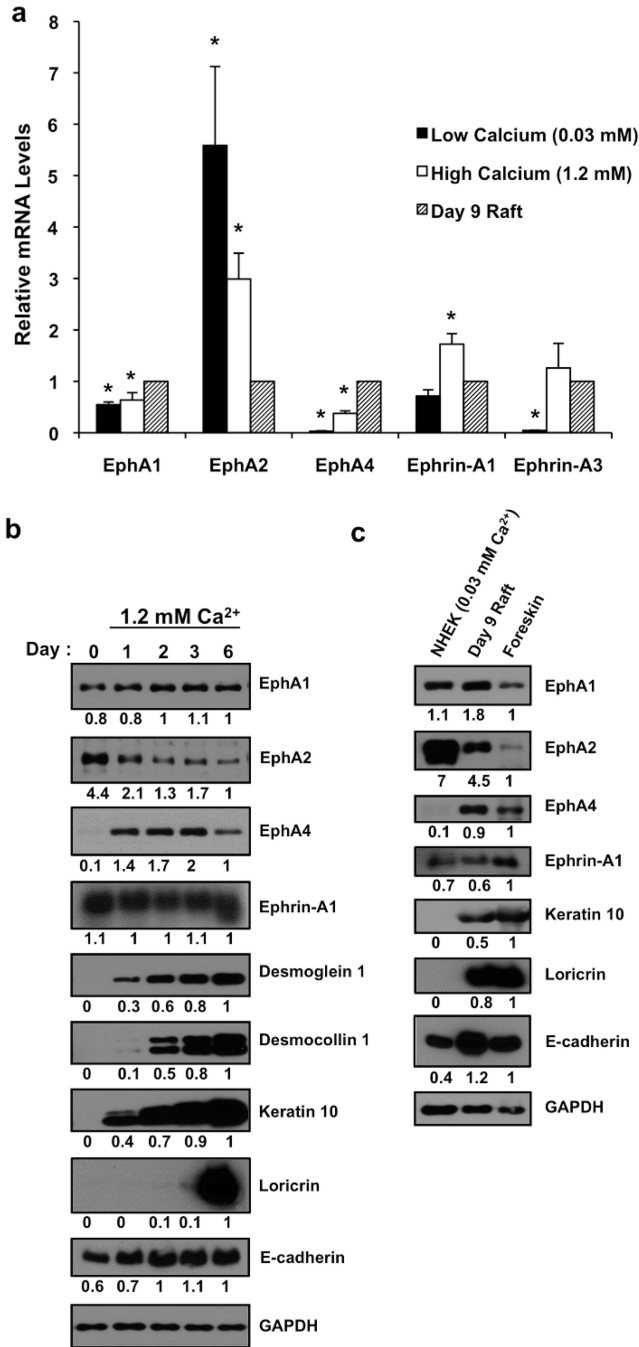 a
Relative mRNA Levels
8
7
6
5
4
3
2
1
0
* * * * * * * *
Low Calcium (0.03 mM)
High Calcium (1.2 mM)
Day 9 Raft
EphA1 EphA2 EphA4 Ephrin-A1 Ephrin-A3
b
1.2 mM Ca²⁺
Day : 0 1 2 3 6
EphA1
0.8 0.8 1 1.1 1
EphA2
4.4 2.1 1.3 1.7 1
EphA4
0.1 1.4 1.7 2 1
Ephrin-A1
1.1 1 1 1.1 1
Desmoglein 1
0 0.3 0.6 0.8 1
Desmocollin 1
0 0.1 0.5 0.8 1
Keratin 10
0 0.4 0.7 0.9 1
Loricrin
0 0 0.1 0.1 1
E-cadherin
0.6 0.7 1 1.1 1
GAPDH
c
NHEK (0.03 mM Ca²⁺)
Day 9 Raft
Foreskin
EphA1
1.1 1.8 1
EphA2
7 4.5 1
EphA4
0.1 0.9 1
Ephrin-A1
0.7 0.6 1
Keratin 10
0 0.5 1
Loricrin
0 0.8 1
E-cadherin
0.4 1.2 1
GAPDH